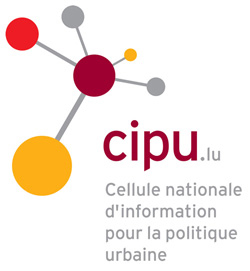 cipu.lu
Cellule nationale
d'information
pour la politique
urbaine